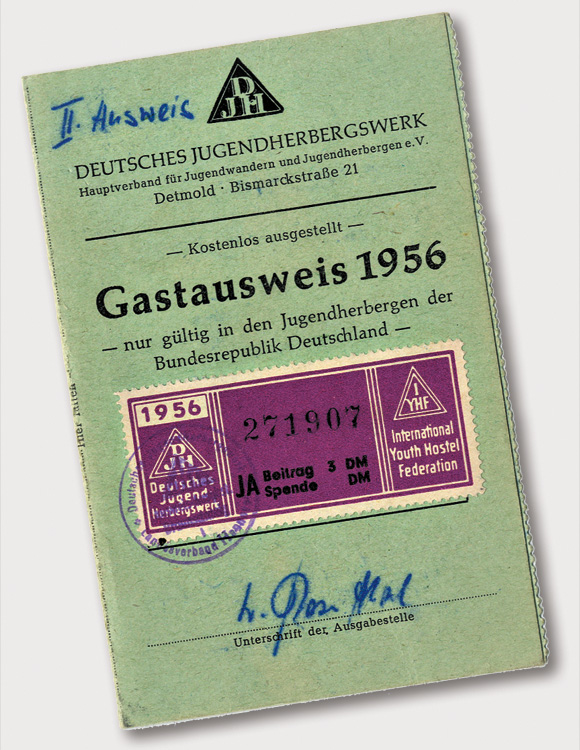 II. Ausweis
DJH
DEUTSCHES JUGENDHERBERGSWERK
Hauptverband für Jugendwandern und Jugendherbergen e.V.
Detmold · Bismarckstraße 21
— Kostenlos ausgestellt —
Gastausweis 1956
— nur gültig in den Jugendherbergen der
Bundesrepublik Deutschland —
1956
DJH
Deutsches
Jugend-
Herbergswerk
271907
JA Beitrag 3 DM
Spende DM
IYHF
International
Youth Hostel
Federation
Unterschrift der Ausgabestelle